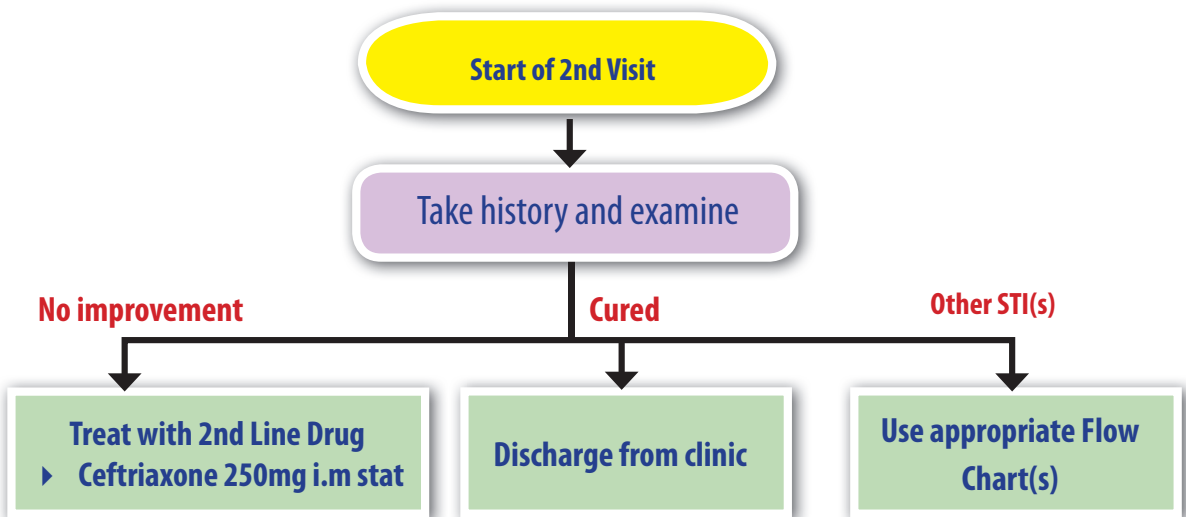 Start of 2nd Visit
Take history and examine
No improvement
Cured
Other STI(s)
Treat with 2nd Line Drug
▸ Ceftriaxone 250mg i.m stat
Discharge from clinic
Use appropriate Flow
Chart(s)